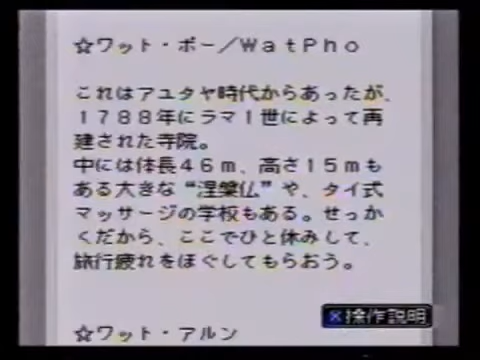 ☆ワット・ポー／ＷａｔＰｈｏ
これはアユタヤ時代からあったが、
１７８８年にラマ１世によって再
建された寺院。
中には体長４６ｍ、高さ１５ｍも
ある大きな“涅槃仏”や、タイ式
マッサージの学校もある。せっか
くだから、ここでひと休みして、
旅行疲れをほぐしてもらおう。
×操作説明
☆ワット・アルン